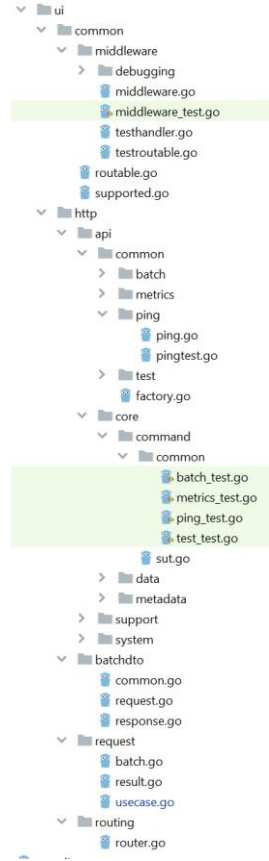 ui
common
middleware
debugging
middleware.go
middleware_test.go
testhandler.go
testroutable.go
routable.go
supported.go
http
api
common
batch
metrics
ping
ping.go
pingtest.go
test
factory.go
core
command
common
batch_test.go
metrics_test.go
ping_test.go
test_test.go
sut.go
data
metadata
support
system
batchdto
common.go
request.go
response.go
request
batch.go
result.go
usecase.go
routing
router.go